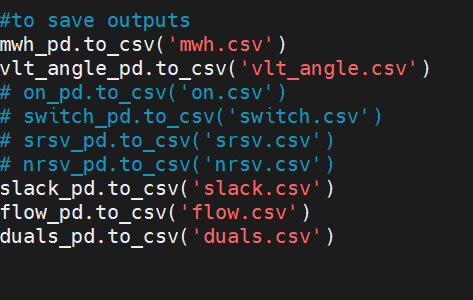 #to save outputs
mwh_pd.to_csv('mwh.csv')
vlt_angle_pd.to_csv('vlt_angle.csv')
# on_pd.to_csv('on.csv')
# switch_pd.to_csv('switch.csv')
# srsv_pd.to_csv('srsv.csv')
# nrsv_pd.to_csv('nrsv.csv')
slack_pd.to_csv('slack.csv')
flow_pd.to_csv('flow.csv')
duals_pd.to_csv('duals.csv')